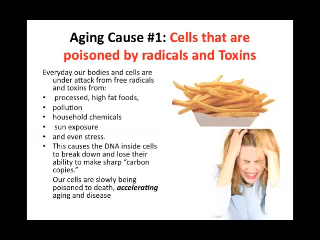 Aging Cause #1: Cells that are
poisoned by radicals and Toxins
Everyday our bodies and cells are
under attack from free radicals
and toxins from:
• processed, high fat foods,
• pollution
• household chemicals
• sun exposure
• and even stress.
• This causes the DNA inside cells
to break down and lose their
ability to make sharp “carbon
copies.”
Our cells are slowly being
poisoned to death, accelerating
aging and disease